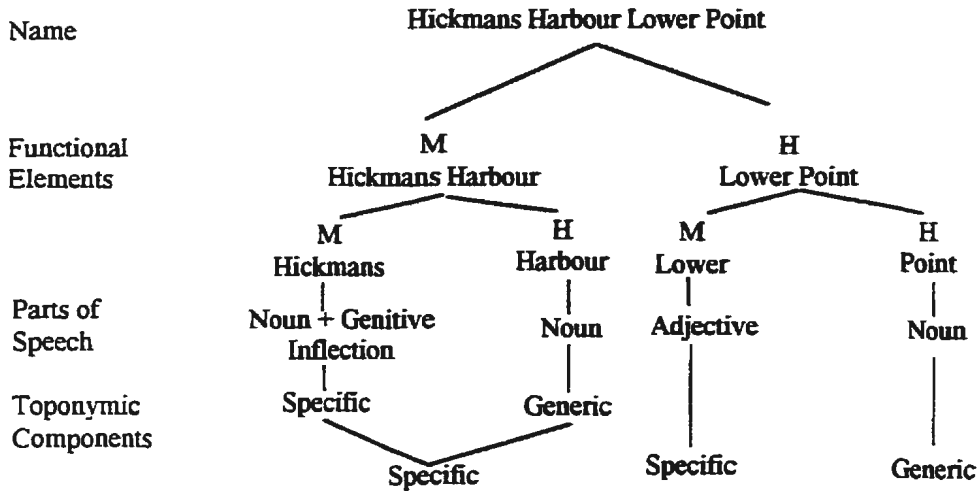 Name
Hickmans Harbour Lower Point
Functional
Elements
M
H
Hickmans Harbour
Lower Point
M
H
M
H
Hickmans
Harbour
Lower
Point
Parts of
Speech
Noun + Genitive
Inflection
Noun
Adjective
Noun
Toponymic
Components
Specific
Generic
Specific
Specific
Generic